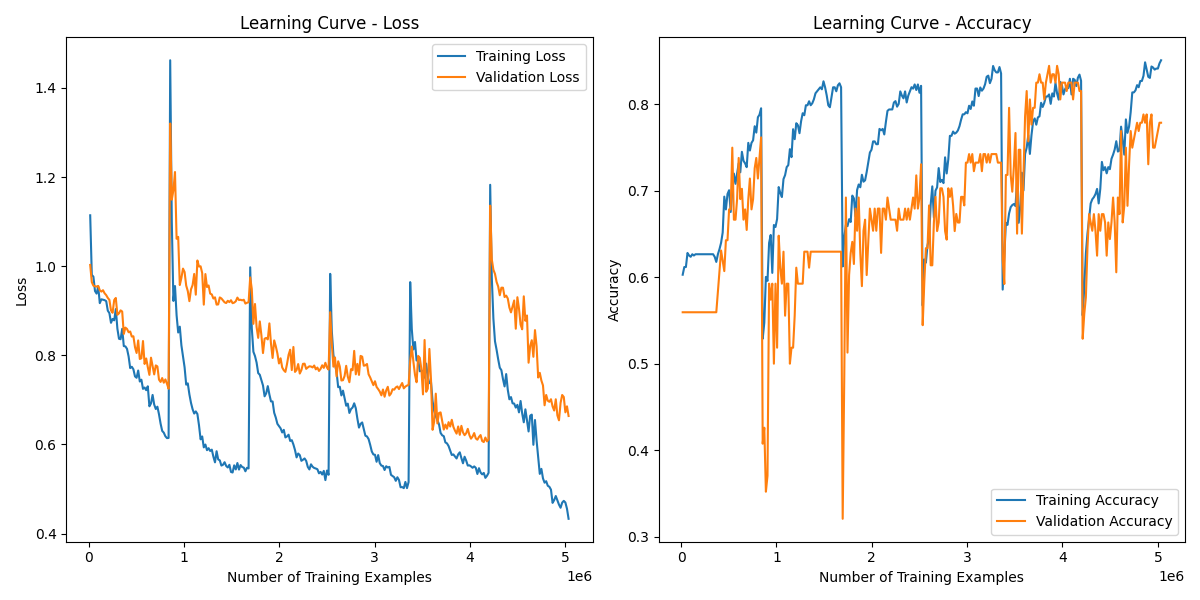 Learning Curve - Loss
1.4
1.2
1.0
0.8
0.6
0.4
Loss
Training Loss
Validation Loss
0 1 2 3 4 5
1e6
Number of Training Examples
Learning Curve - Accuracy
0.8
0.7
0.6
0.5
0.4
0.3
Accuracy
Training Accuracy
Validation Accuracy
0 1 2 3 4 5
1e6
Number of Training Examples